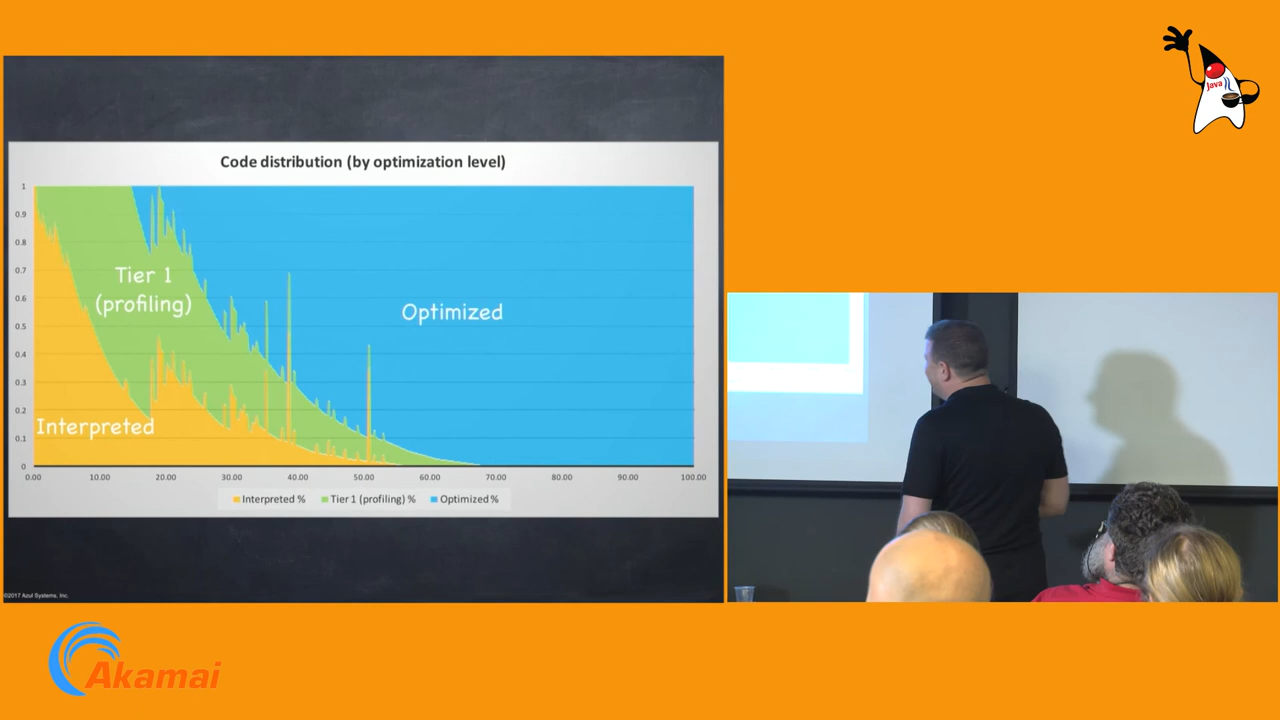 Java
Code distribution (by optimization level)
1
0.9
0.8
0.7
0.6
0.5
0.4
0.3
0.2
0.1
0
Tier 1
(profiling)
Optimized
Interpreted
0.00 10.00 20.00 30.00 40.00 50.00 60.00 70.00 80.00 90.00 100.00
Interpreted % Tier 1 (profiling) % Optimized %
©2017 Azul Systems, Inc.
Akamai